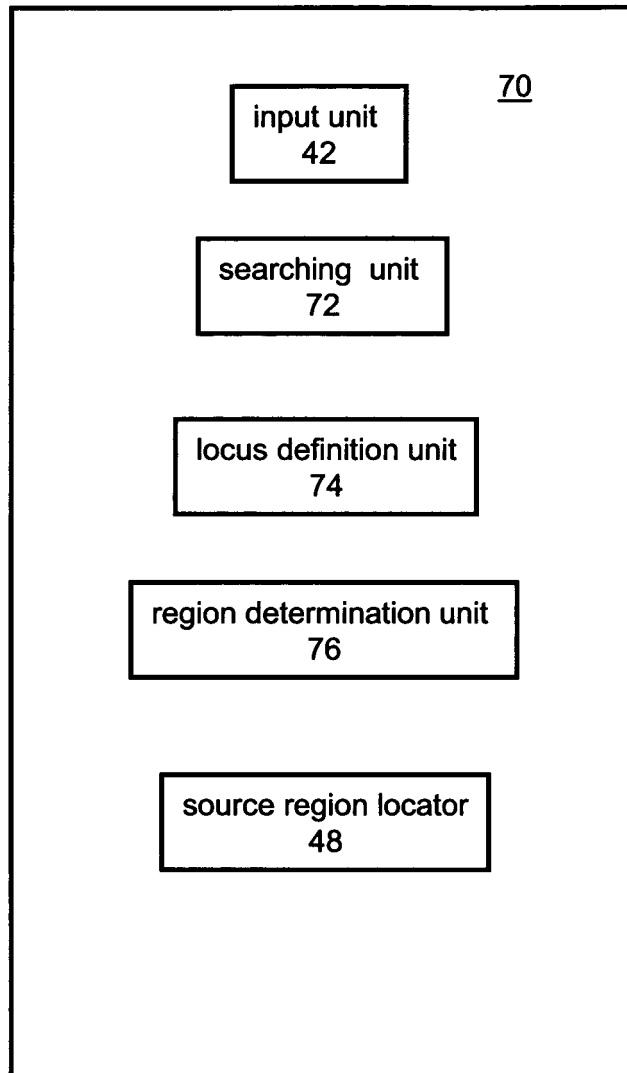 70
input unit
42
searching unit
72
locus definition unit
74
region determination unit
76
source region locator
48